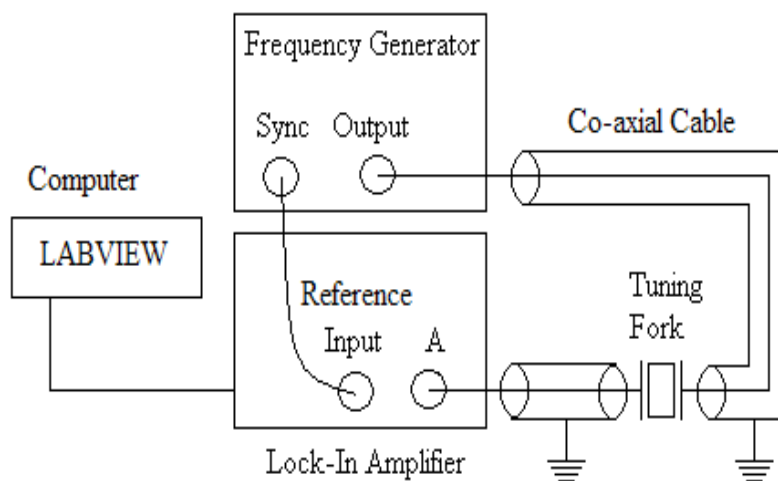 Frequency Generator
Sync Output
Co-axial Cable
Computer
LABVIEW
Reference
Input A
Tuning
Fork
Lock-In Amplifier